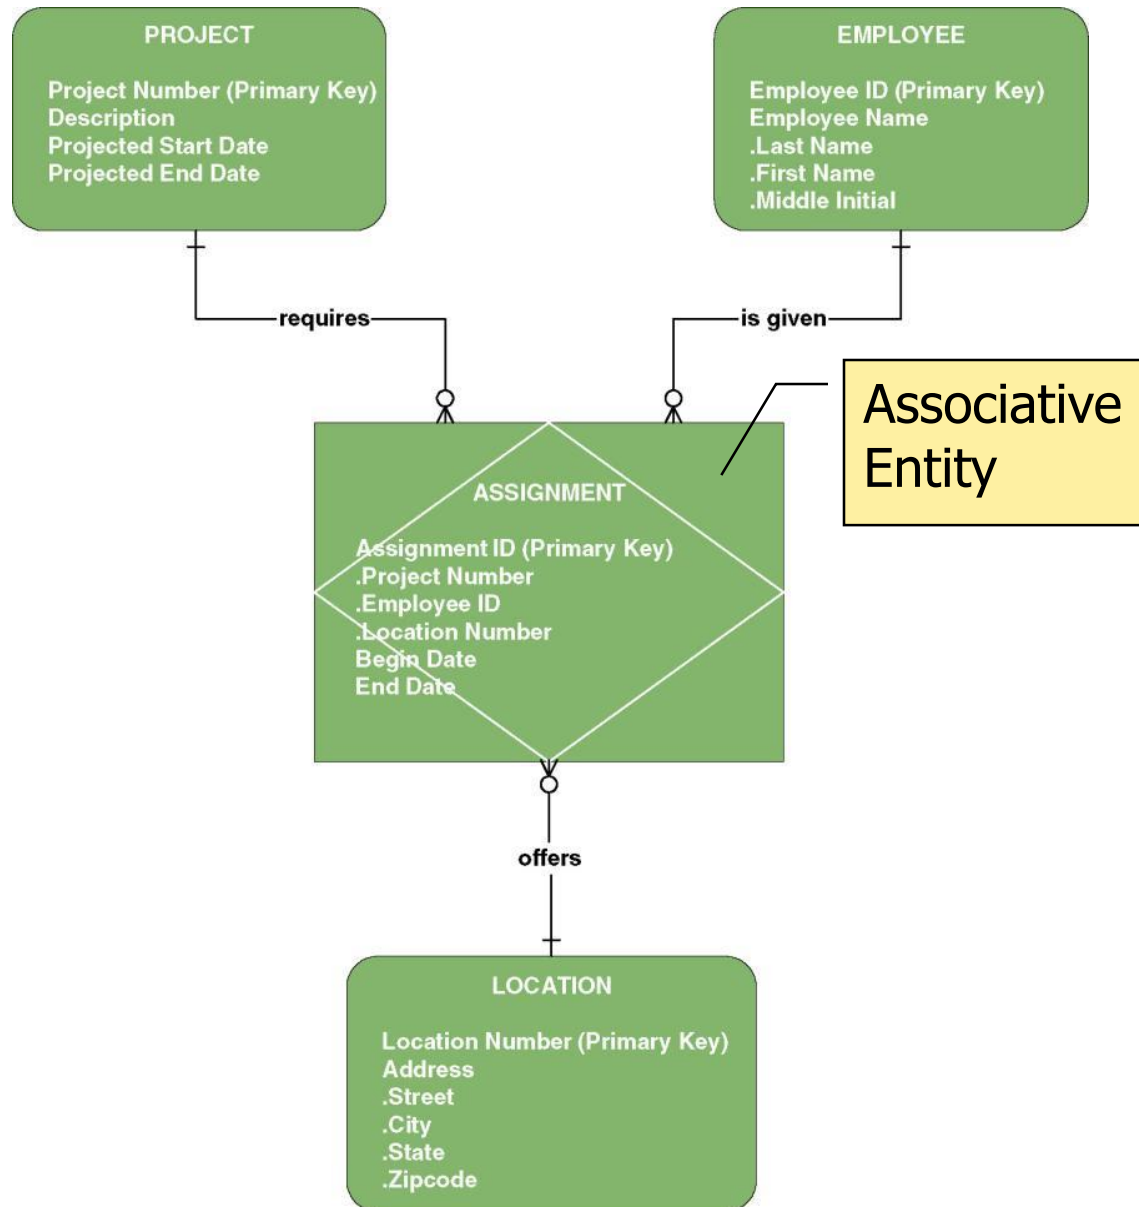 PROJECT
Project Number (Primary Key)
Description
Projected Start Date
Projected End Date
EMPLOYEE
Employee ID (Primary Key)
Employee Name
.Last Name
.First Name
.Middle Initial
requires
is given
Associative
Entity
ASSIGNMENT
Assignment ID (Primary Key)
.Project Number
.Employee ID
.Location Number
Begin Date
End Date
offers
LOCATION
Location Number (Primary Key)
Address
.Street
.City
.State
.Zipcode